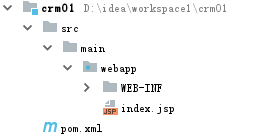 crm01 D:\idea\workspace1\crm01
src
main
webapp
WEB-INF
JSP index.jsp
m pom.xml